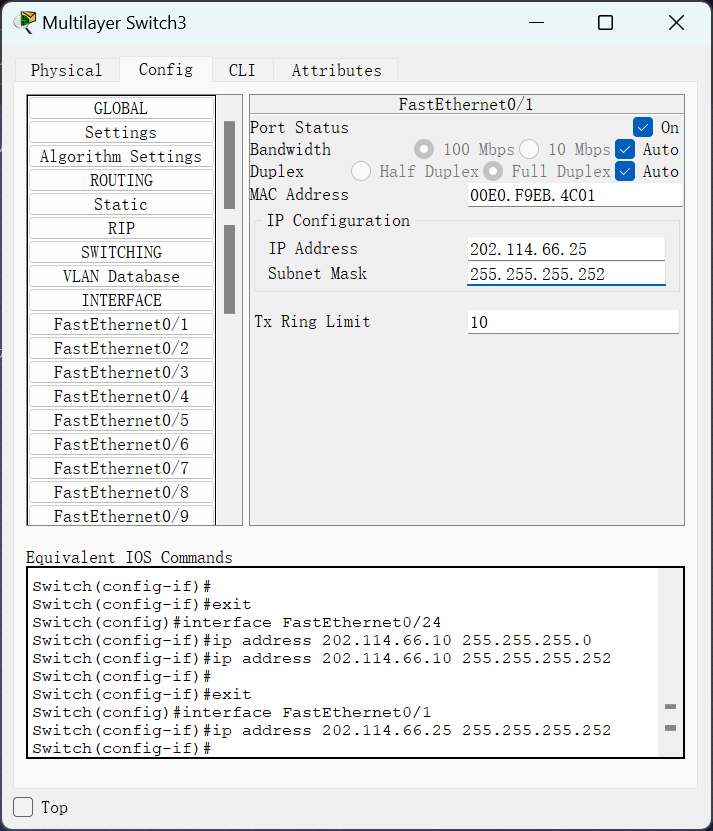 Multilayer Switch3
Physical Config CLI Attributes
GLOBAL
Settings
Algorithm Settings
ROUTING
Static
RIP
SWITCHING
VLAN Database
INTERFACE
FastEthernet0/1
FastEthernet0/2
FastEthernet0/3
FastEthernet0/4
FastEthernet0/5
FastEthernet0/6
FastEthernet0/7
FastEthernet0/8
FastEthernet0/9
FastEthernet0/1
Port Status On
Bandwidth 100 Mbps 10 Mbps Auto
Duplex Half Duplex Full Duplex Auto
MAC Address 00E0.F9EB.4C01
IP Configuration
IP Address 202.114.66.25
Subnet Mask 255.255.255.252
Tx Ring Limit 10
Equivalent IOS Commands
Switch(config-if)#
Switch(config-if)#exit
Switch(config)#interface FastEthernet0/24
Switch(config-if)#ip address 202.114.66.10 255.255.255.0
Switch(config-if)#ip address 202.114.66.10 255.255.255.252
Switch(config-if)#
Switch(config-if)#exit
Switch(config)#interface FastEthernet0/1
Switch(config-if)#ip address 202.114.66.25 255.255.255.252
Switch(config-if)#
Top